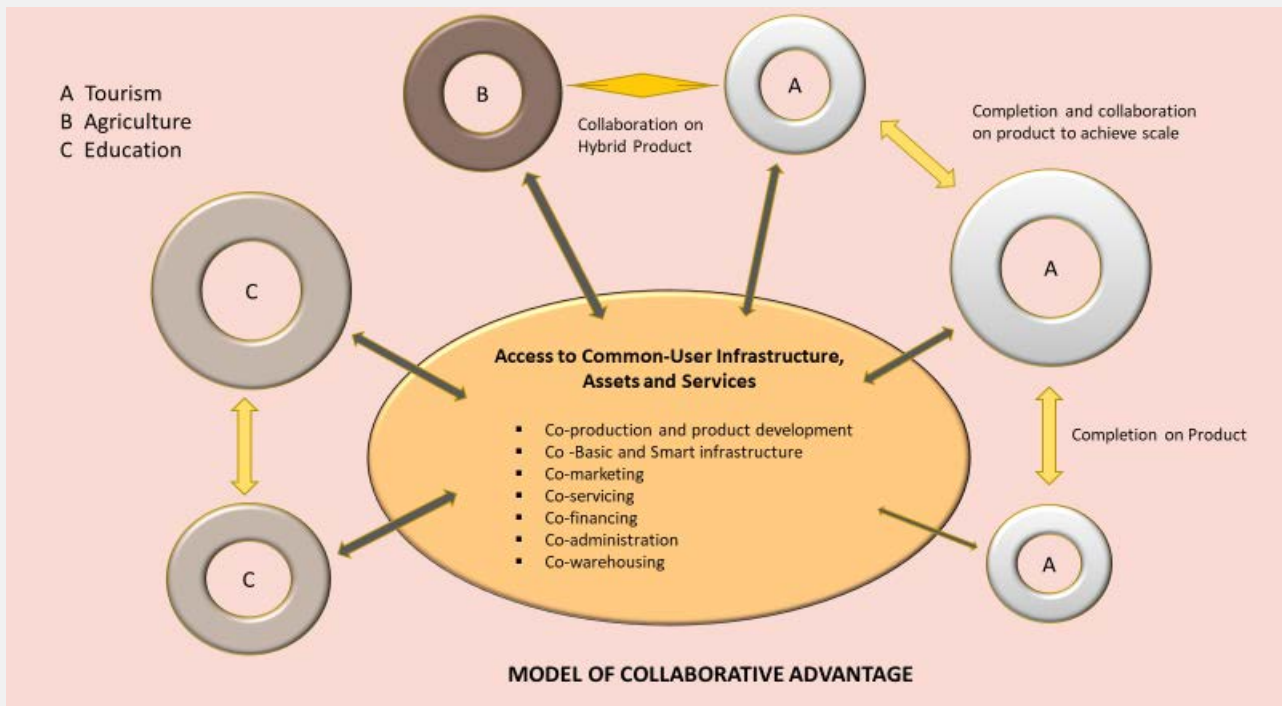 A Tourism
B Agriculture
C Education
B
A
Collaboration on
Hybrid Product
Completion and collaboration
on product to achieve scale
A
C
Access to Common-User Infrastructure,
Assets and Services
▪ Co-production and product development
▪ Co -Basic and Smart infrastructure
▪ Co-marketing
▪ Co-servicing
▪ Co-financing
▪ Co-administration
▪ Co-warehousing
Completion on Product
C
A
MODEL OF COLLABORATIVE ADVANTAGE